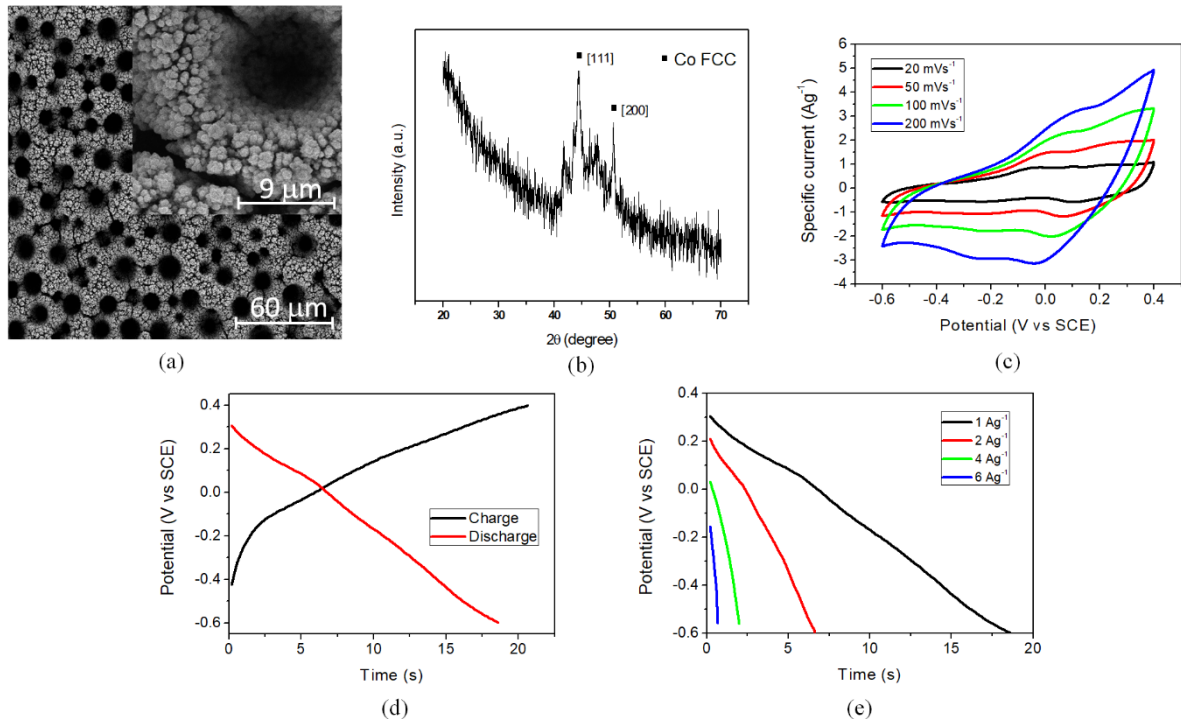 9 μm
60 μm
(a)
Intensity (a.u.)
■ [111]
■ Co FCC
■ [200]
20 30 40 50 60 70
2θ (degree)
(b)
Specific current (Ag⁻¹)
6
5
4
3
2
1
0
-1
-2
-3
-4
20 mVs⁻¹
50 mVs⁻¹
100 mVs⁻¹
200 mVs⁻¹
-0.6 -0.4 -0.2 0.0 0.2 0.4
Potential (V vs SCE)
(c)
Potential (V vs SCE)
0.4
0.2
0.0
-0.2
-0.4
-0.6
Charge
Discharge
0 5 10 15 20
Time (s)
(d)
Potential (V vs SCE)
0.4
0.2
0.0
-0.2
-0.4
-0.6
1 Ag⁻¹
2 Ag⁻¹
4 Ag⁻¹
6 Ag⁻¹
0 5 10 15 20
Time (s)
(e)